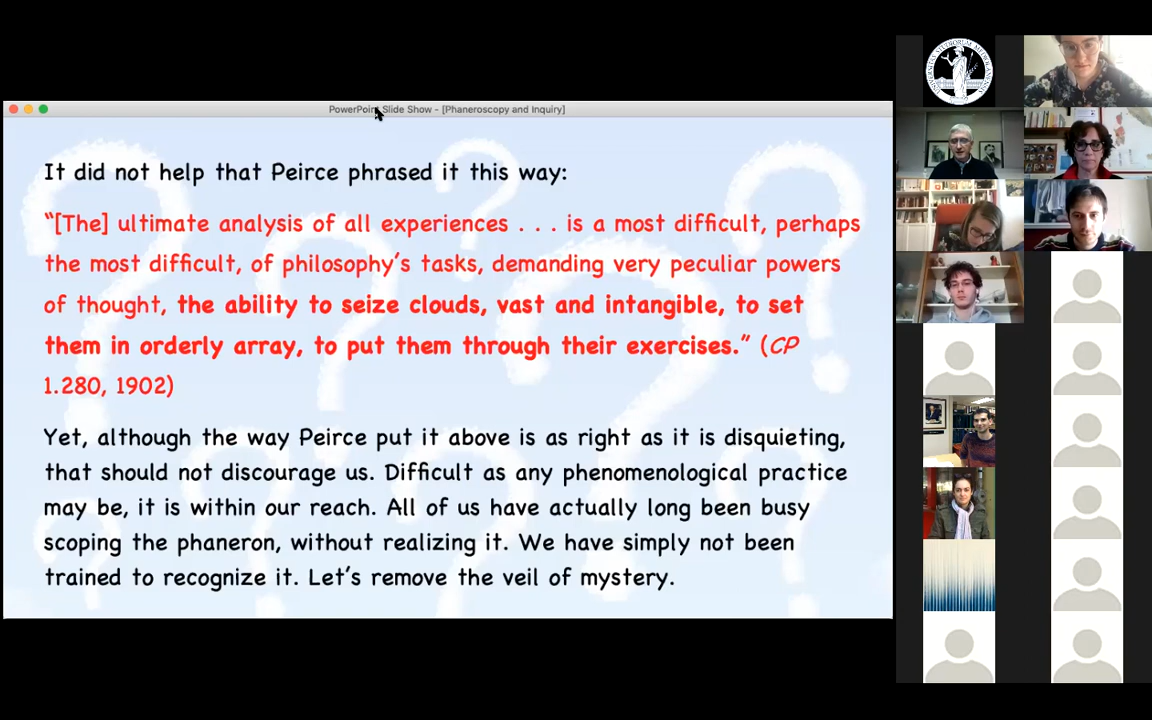 PowerPoint Slide Show - [Phaneroscopy and Inquiry]
It did not help that Peirce phrased it this way:
“[The] ultimate analysis of all experiences . . . is a most difficult, perhaps
the most difficult, of philosophy’s tasks, demanding very peculiar powers
of thought, the ability to seize clouds, vast and intangible, to set
them in orderly array, to put them through their exercises.” (CP
1.280, 1902)
Yet, although the way Peirce put it above is as right as it is disquieting,
that should not discourage us. Difficult as any phenomenological practice
may be, it is within our reach. All of us have actually long been busy
scoping the phaneron, without realizing it. We have simply not been
trained to recognize it. Let’s remove the veil of mystery.